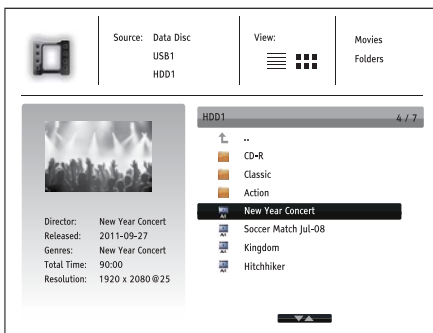 Source: Data Disc View: Movies
USB1 Folders
HDD1
HDD1 4 / 7
..
CD-R
Classic
Action
New Year Concert
Soccer Match Jul-08
Kingdom
Hitchhiker
Director: New Year Concert
Released: 2011-09-27
Genres: New Year Concert
Total Time: 90:00
Resolution: 1920 x 2080@25